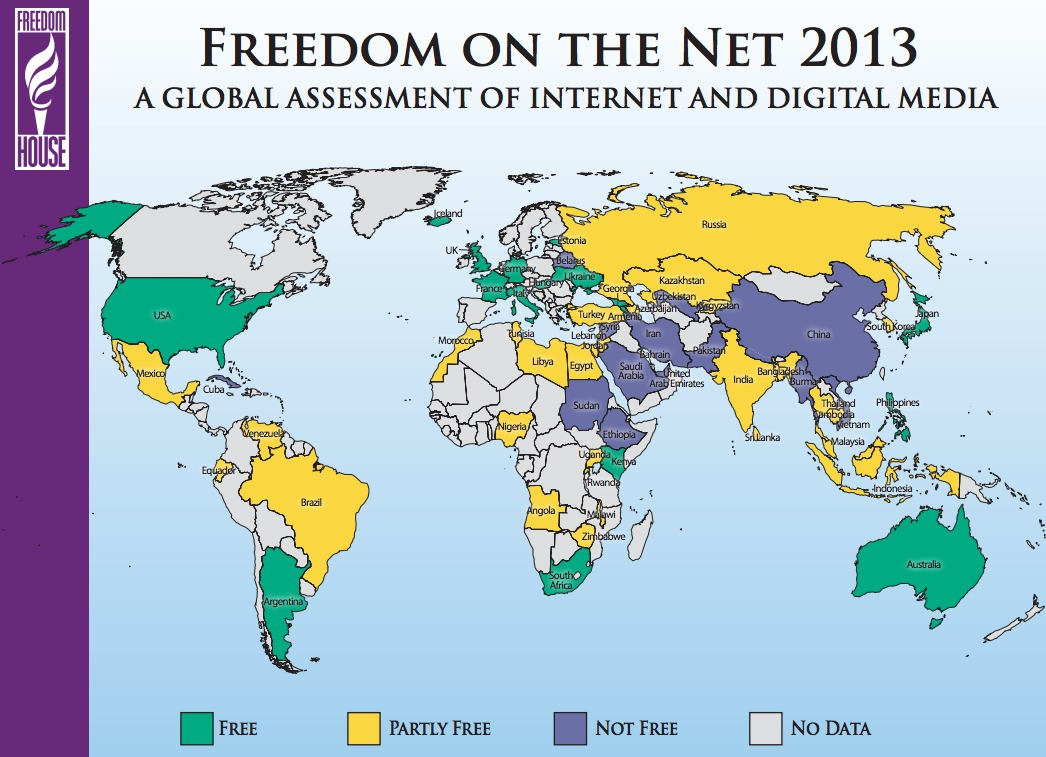 FREEDOM
HOUSE
FREEDOM ON THE NET 2013
A GLOBAL ASSESSMENT OF INTERNET AND DIGITAL MEDIA
Iceland
Russia
Estonia
UK
Belarus
Germany
Ukraine
Kazakhstan
France
Hungary
Italy
Georgia
Uzbekistan
Kyrgyzstan
USA
Turkey
Armenia
Azerbaijan
Japan
South Korea
Syria
Tunisia
Iran
China
Morocco
Lebanon
Jordan
Pakistan
Bahrain
Libya
Egypt
Saudi
Arabia
Mexico
Cuba
United
Arab Emirates
India
Bangladesh
Burma
Sudan
Thailand
Philippines
Cambodia
Vietnam
Nigeria
Ethiopia
Venezuela
Sri Lanka
Malaysia
Uganda
Kenya
Equador
Rwanda
Indonesia
Brazil
Angola
Malawi
Zimbabwe
Australia
South
Africa
Argentina
FREE
PARTLY FREE
NOT FREE
NO DATA